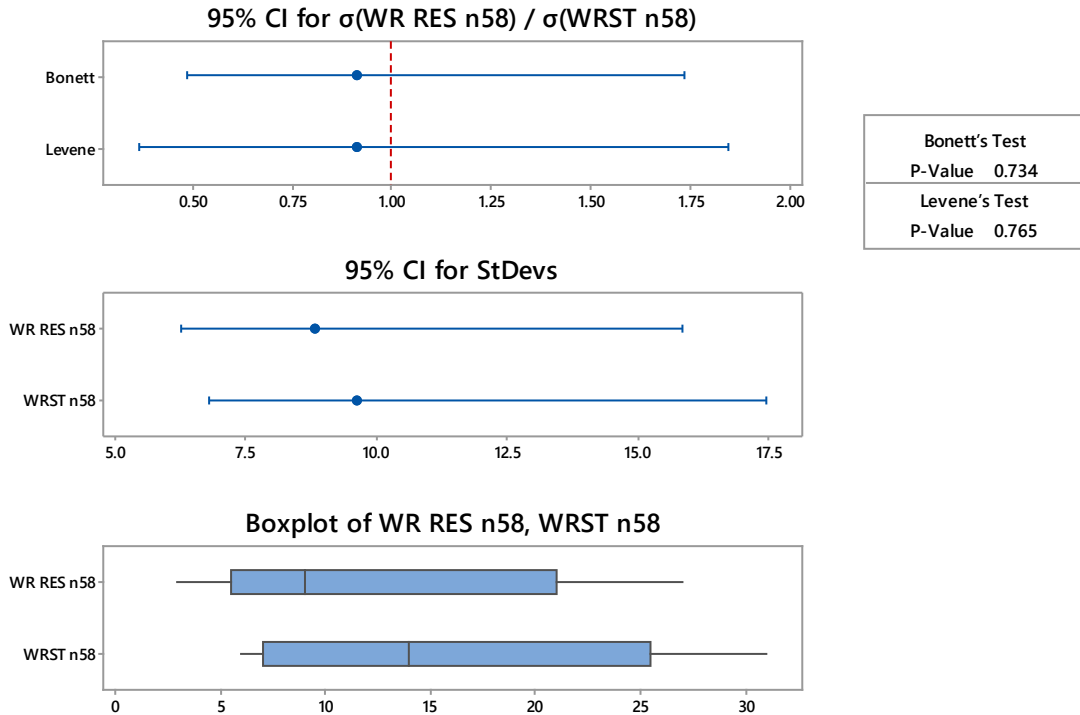 95% CI for σ(WR RES n58) / σ(WRST n58)
Bonett
Levene
0.50 0.75 1.00 1.25 1.50 1.75 2.00
Bonett’s Test
P-Value 0.734
Levene’s Test
P-Value 0.765
95% CI for StDevs
WR RES n58
WRST n58
5.0 7.5 10.0 12.5 15.0 17.5
Boxplot of WR RES n58, WRST n58
WR RES n58
WRST n58
0 5 10 15 20 25 30